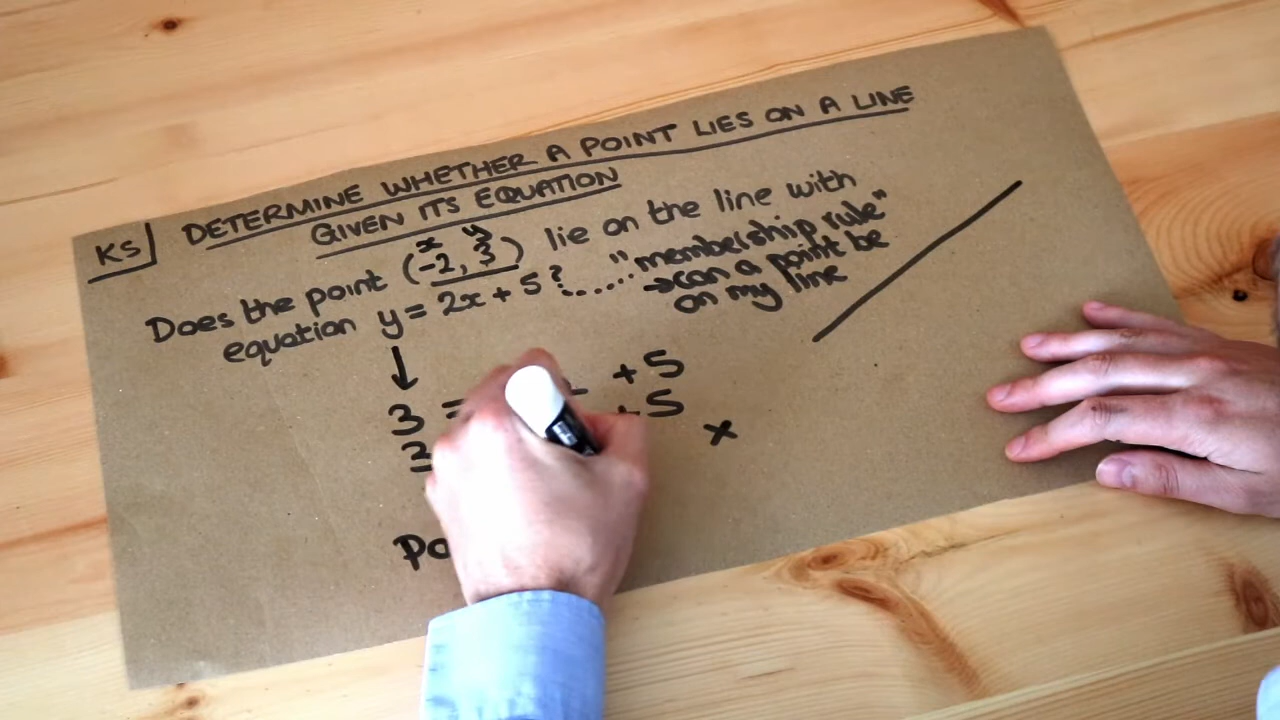 KS
DETERMINE WHETHER A POINT LIES ON A LINE
GIVEN ITS EQUATION
x y
Does the point (-2, 3) lie on the line with
equation y = 2x + 5? ...... "membership rule"
→ can a point be
on my line
↓
3 = + 5
3 + 5 ×